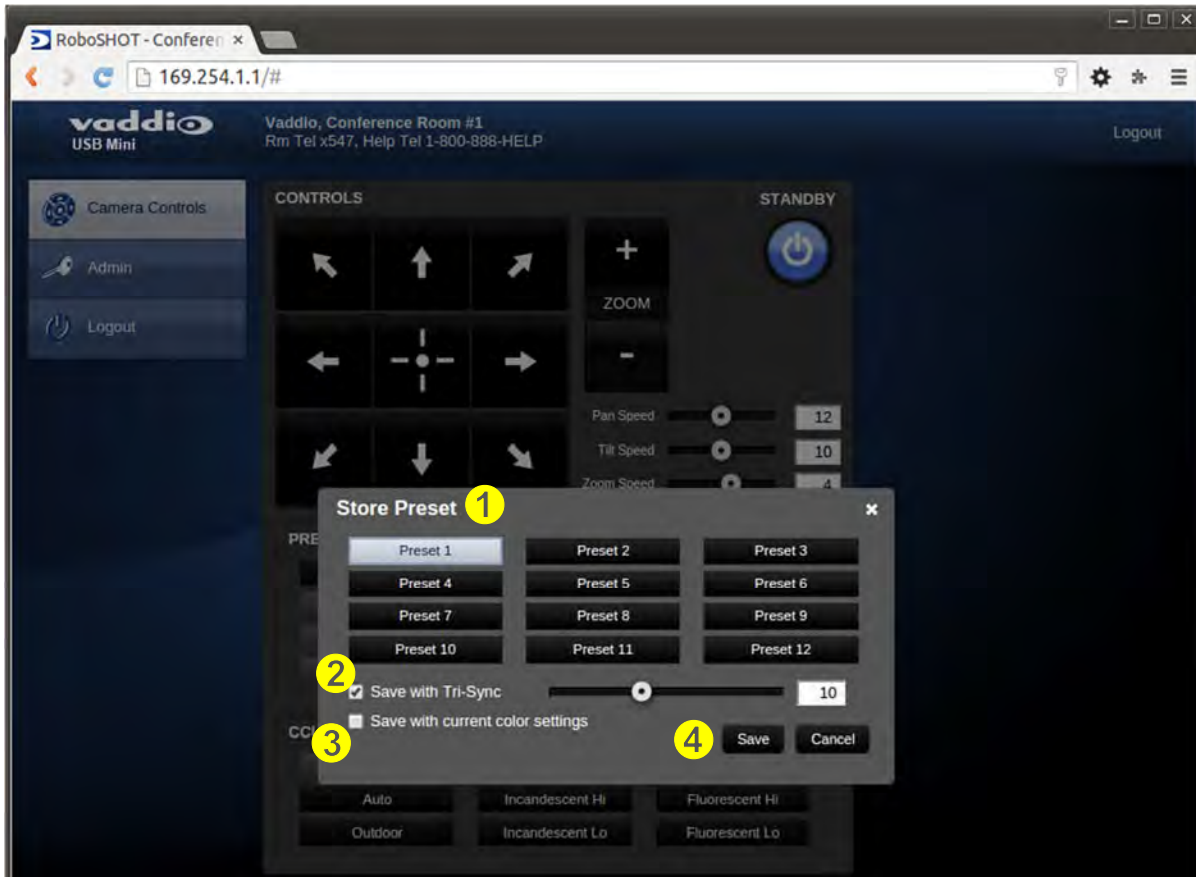 RoboSHOT - Conferen ×
169.254.1.1/#
vaddio
USB Mini
Vaddio, Conference Room #1
Rm Tel x547, Help Tel 1-800-888-HELP
Logout
Camera Controls
Admin
Logout
CONTROLS
STANDBY
+
ZOOM
-
Pan Speed 12
Tilt Speed 10
Zoom Speed 4
Store Preset 1
PRE
Preset 1 Preset 2 Preset 3
Preset 4 Preset 5 Preset 6
Preset 7 Preset 8 Preset 9
Preset 10 Preset 11 Preset 12
2
Save with Tri-Sync 10
Save with current color settings
CC
3
4 Save Cancel
Auto Incandescent Hi Fluorescent Hi
Outdoor Incandescent Lo Fluorescent Lo